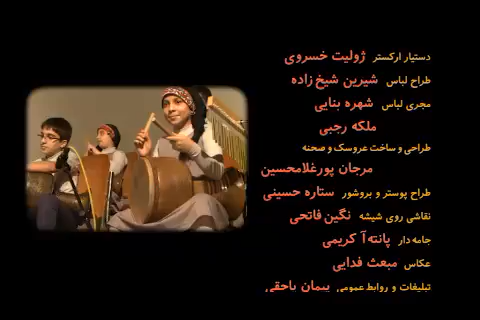 دستیار ارکستر ژولیت خسروی
طراح لباس شیرین شیخ زاده
مجری لباس شهره بنایی
ملکه رجبی
طراحی و ساخت عروسک و صحنه
مرجان پورغلامحسین
طراح پوستر و بروشور ستاره حسینی
نقاشی روی شیشه نگین فاتحی
جامه دار پانته آ کریمی
عکاس مبعث فدایی
تبلیغات و روابط عمومی پیمان یاحقی